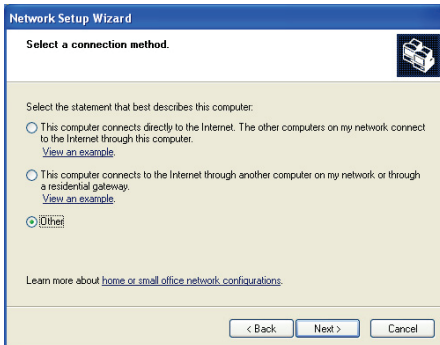 Network Setup Wizard
Select a connection method.
Select the statement that best describes this computer:
This computer connects directly to the Internet. The other computers on my network connect
to the Internet through this computer.
View an example.
This computer connects to the Internet through another computer on my network or through
a residential gateway.
View an example.
Other
Learn more about home or small office network configurations.
< Back Next > Cancel